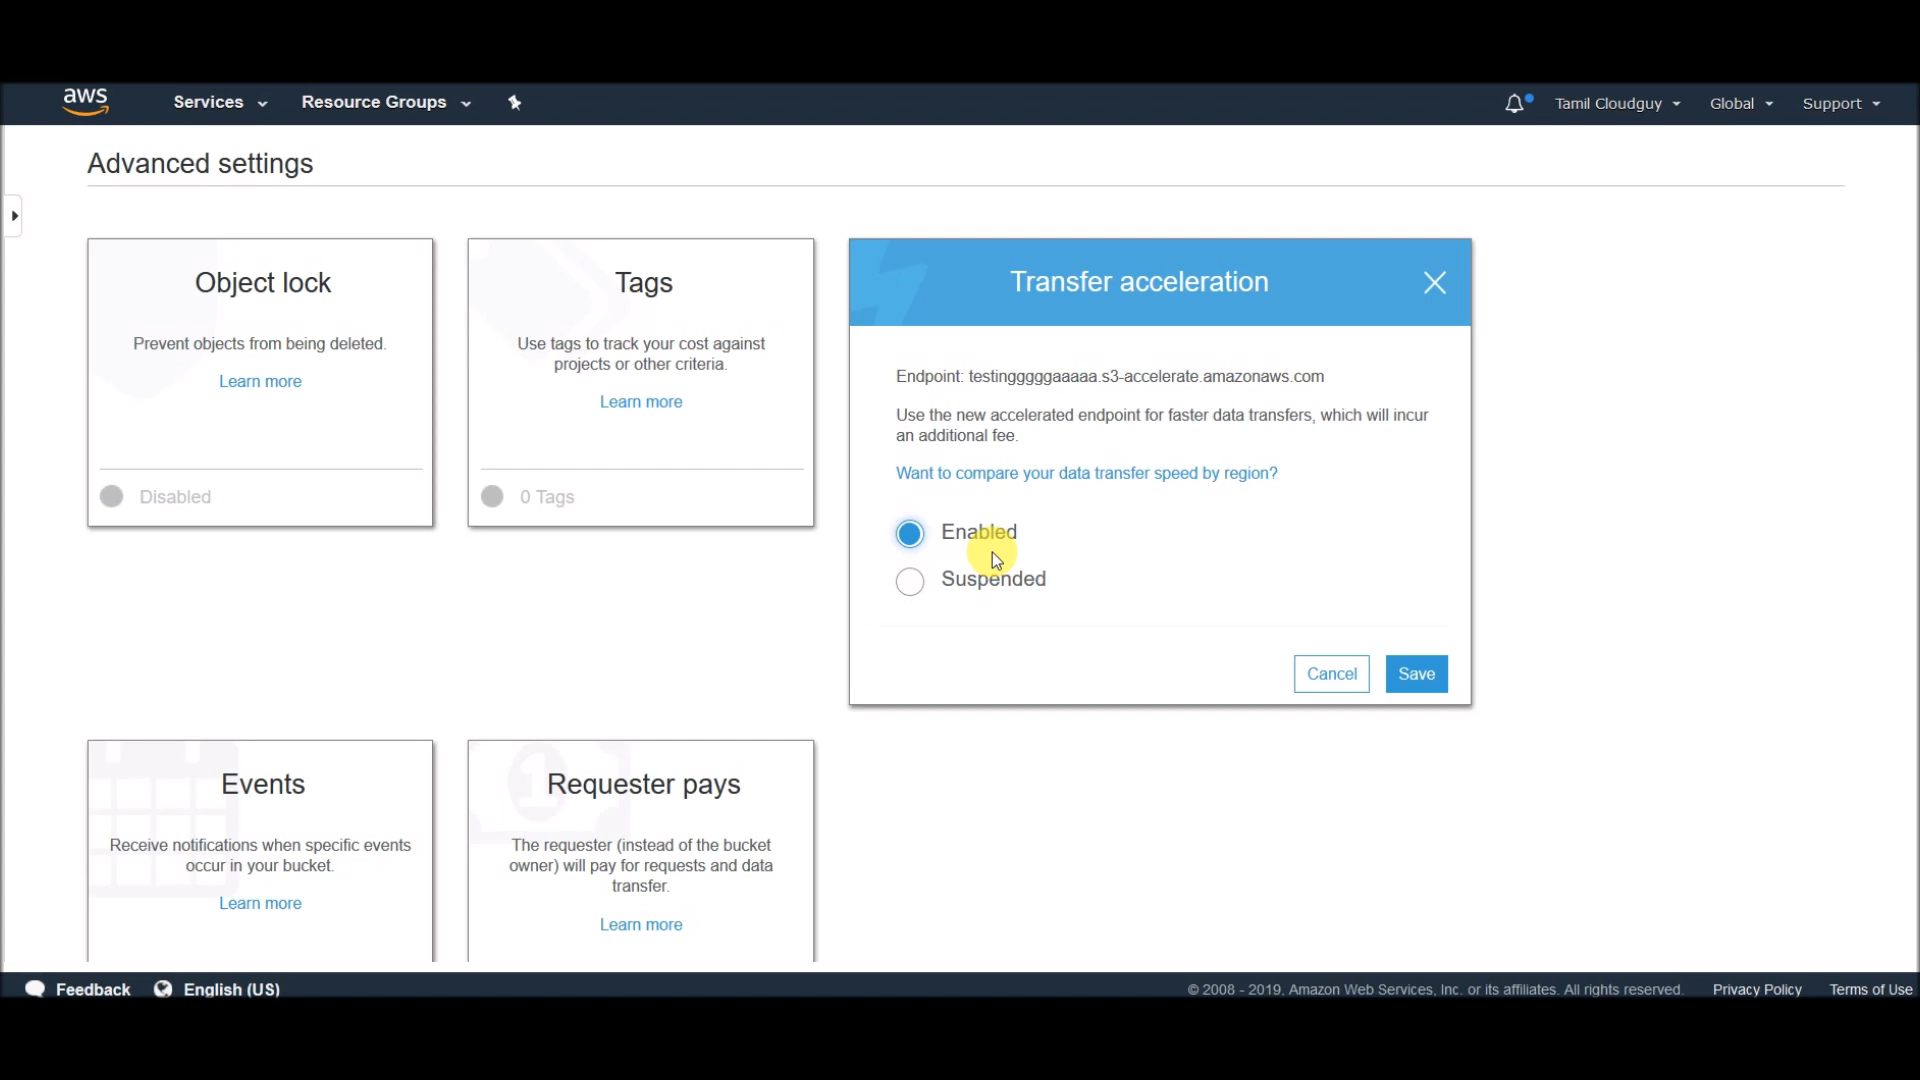 aws
Services
Resource Groups
Tamil Cloudguy
Global
Support
Advanced settings
Object lock
Prevent objects from being deleted.
Learn more
Disabled
Tags
Use tags to track your cost against
projects or other criteria.
Learn more
0 Tags
Transfer acceleration
Endpoint: testingggggaaaaa.s3-accelerate.amazonaws.com
Use the new accelerated endpoint for faster data transfers, which will incur
an additional fee.
Want to compare your data transfer speed by region?
Enabled
Suspended
Cancel
Save
Events
Receive notifications when specific events
occur in your bucket.
Learn more
Requester pays
The requester (instead of the bucket
owner) will pay for requests and data
transfer.
Learn more
Feedback
English (US)
© 2008 - 2019, Amazon Web Services, Inc. or its affiliates. All rights reserved.
Privacy Policy
Terms of Use